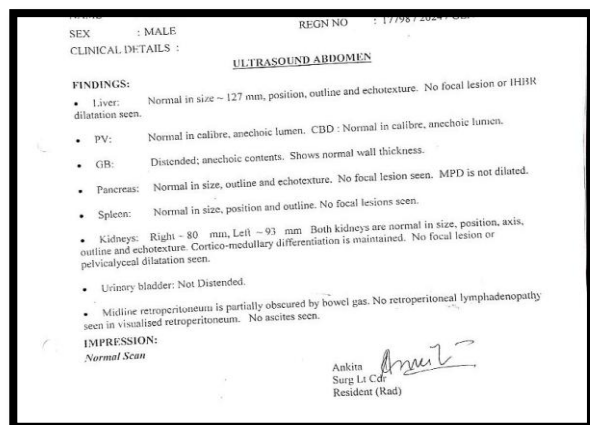 SEX : MALE
REGN NO : 17798 / 2024 /
CLINICAL DETAILS :
ULTRASOUND ABDOMEN
FINDINGS:
• Liver: Normal in size ~ 127 mm, position, outline and echotexture. No focal lesion or IHBR
dilatation seen.
• PV: Normal in calibre, anechoic lumen. CBD : Normal in calibre, anechoic lumen.
• GB: Distended; anechoic contents. Shows normal wall thickness.
• Pancreas: Normal in size, outline and echotexture. No focal lesion seen. MPD is not dilated.
• Spleen: Normal in size, position and outline. No focal lesions seen.
• Kidneys: Right ~ 80 mm, Left ~ 93 mm Both kidneys are normal in size, position, axis,
outline and echotexture. Cortico-medullary differentiation is maintained. No focal lesion or
pelvicalyceal dilatation seen.
• Urinary bladder: Not Distended.
• Midline retroperitoneum is partially obscured by bowel gas. No retroperitoneal lymphadenopathy
seen in visualised retroperitoneum. No ascites seen.
IMPRESSION:
Normal Scan
Ankita
Surg Lt Cdr
Resident (Rad)